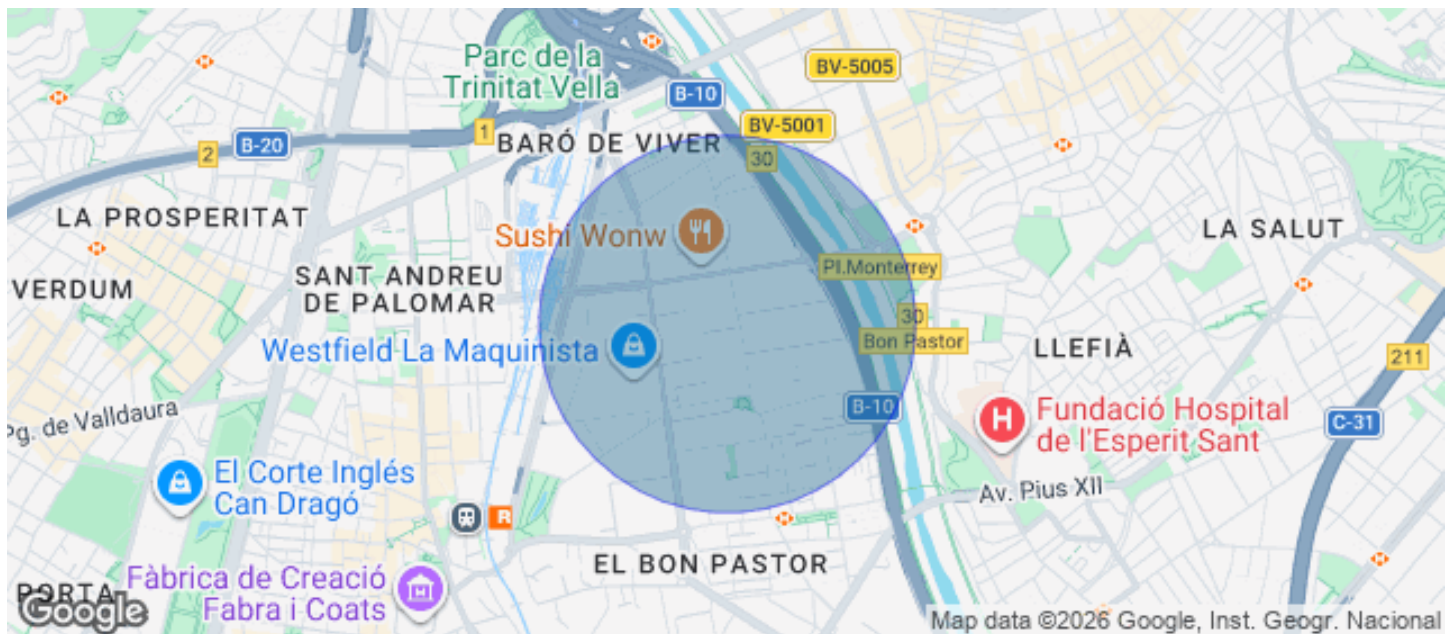 Parc de la
Trinitat Vella
BV-5005
B-10
BV-5001
1
B-20
2
BARÓ DE VIVER
30
LA PROSPERITAT
Sushi Wonw
LA SALUT
SANT ANDREU
DE PALOMAR
Pl.Monterrey
VERDUM
30
Bon Pastor
Westfield La Maquinista
LLEFIÀ
211
Pg. de Valldaura
B-10
Fundació Hospital
de l'Esperit Sant
C-31
El Corte Inglés
Can Dragó
Av. Pius XII
R
EL BON PASTOR
PORTA
Fàbrica de Creació
Fabra i Coats
Google
Map data ©2026 Google, Inst. Geogr. Nacional